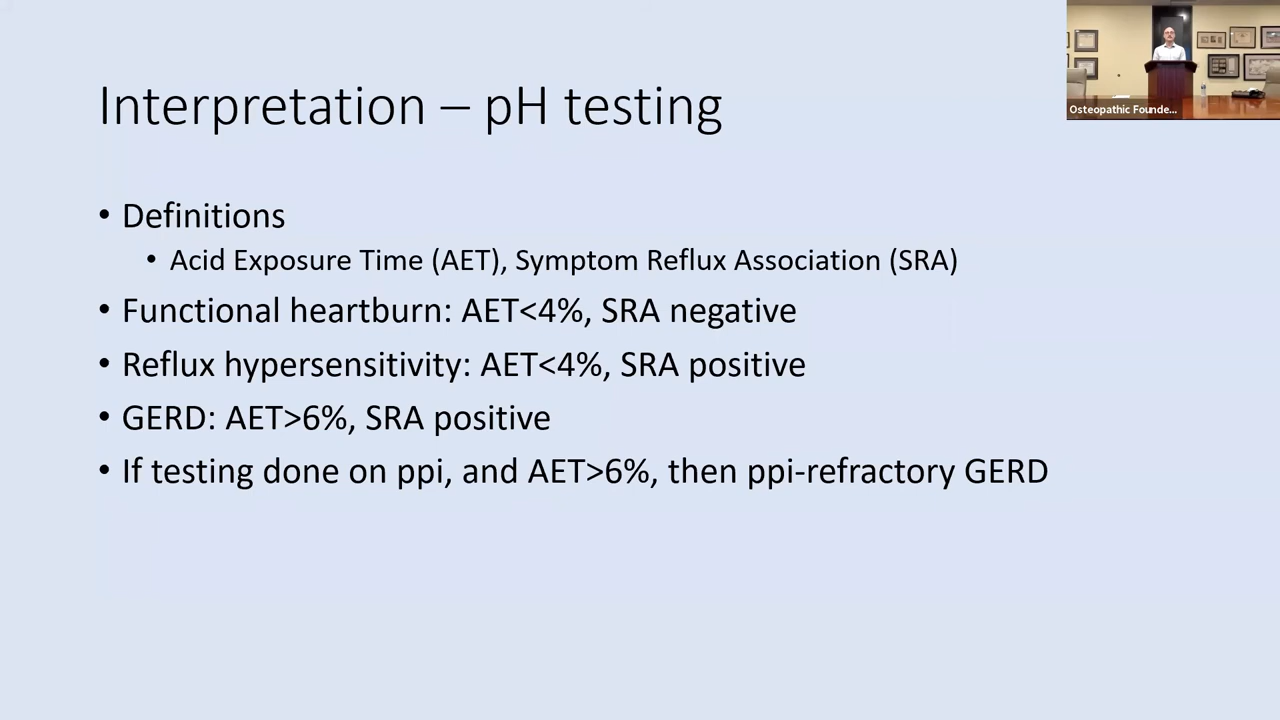 Interpretation – pH testing
Osteopathic Founde...
• Definitions
• Acid Exposure Time (AET), Symptom Reflux Association (SRA)
• Functional heartburn: AET<4%, SRA negative
• Reflux hypersensitivity: AET<4%, SRA positive
• GERD: AET>6%, SRA positive
• If testing done on ppi, and AET>6%, then ppi-refractory GERD